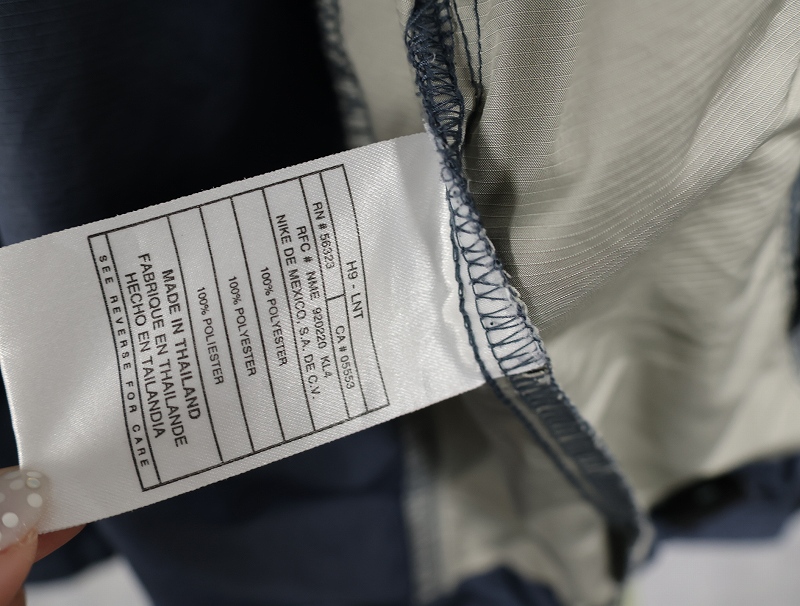 H9 - LNT
RN # 56323 CA # 05553
RFC # NME 920220 KL4
NIKE DE MEXICO, S.A. DE C.V.
100% POLYESTER
100% POLYESTER
100% POLIESTER
MADE IN THAILAND
FABRIQUE EN THAILANDE
HECHO EN TAILANDIA
SEE REVERSE FOR CARE